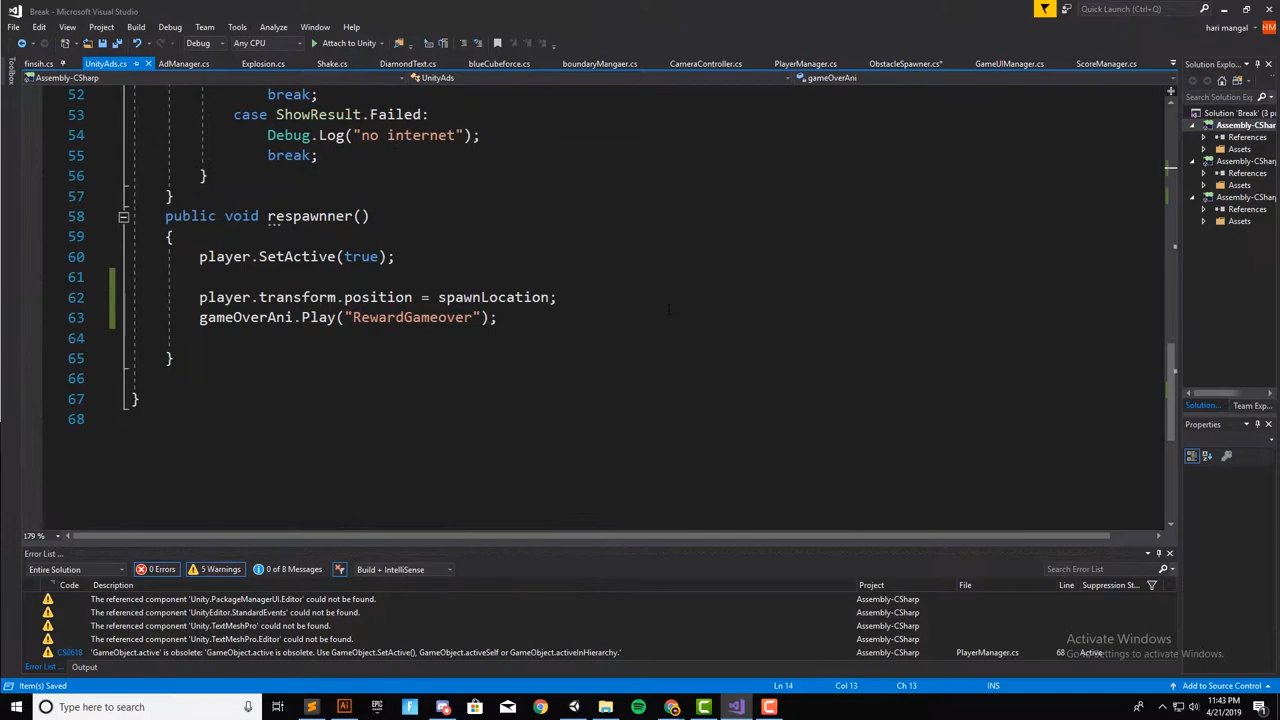 Break - Microsoft Visual Studio
Quick Launch (Ctrl+Q)
File Edit View Project Build Debug Team Tools Test Analyze Window Help
hari mangal HM
Debug Any CPU Attach to Unity
Toolbox
finsih.cs UnityAds.cs AdManager.cs Explosion.cs Shake.cs DiamondText.cs blueCubeforce.cs boundaryMangaer.cs CameraController.cs PlayerManager.cs ObstacleSpawner.cs* GameUIManager.cs ScoreManager.cs
Solution Explo...
Assembly-CSharp UnityAds gameOverAni
Search Solution Ex
Solution 'Break' (3 p
Assembly-CSharp
References
Assets
Assembly-CSharp
References
Assets
Assembly-CSharp
References
Assets
52 break;
53 case ShowResult.Failed:
54 Debug.Log("no internet");
55 break;
56 }
57 }
58 public void respawnner()
59 {
60 player.SetActive(true);
61
62 player.transform.position = spawnLocation;
63 gameOverAni.Play("RewardGameover");
64
65 }
66
67 }
68
Solution... Team Exp...
Properties
179 %
Error List ...
Entire Solution 0 Errors 5 Warnings 0 of 8 Messages Build + IntelliSense Search Error List
Code Description Project File Line Suppression St...
The referenced component 'Unity.PackageManagerUI.Editor' could not be found. Assembly-CSharp
The referenced component 'UnityEditor.StandardEvents' could not be found. Assembly-CSharp
The referenced component 'Unity.TextMeshPro' could not be found. Assembly-CSharp
The referenced component 'Unity.TextMeshPro.Editor' could not be found. Assembly-CSharp
CS0618 'GameObject.active' is obsolete: 'GameObject.active is obsolete. Use GameObject.SetActive(), GameObject.activeSelf or GameObject.activeInHierarchy.' Assembly-CSharp PlayerManager.cs 68 Active
Activate Windows
Go to Settings to activate Windows.
Error List ... Output
Item(s) Saved Ln 14 Col 13 Ch 13 INS Add to Source Control
Type here to search
EPIC
11:43 PM
4/21/2019